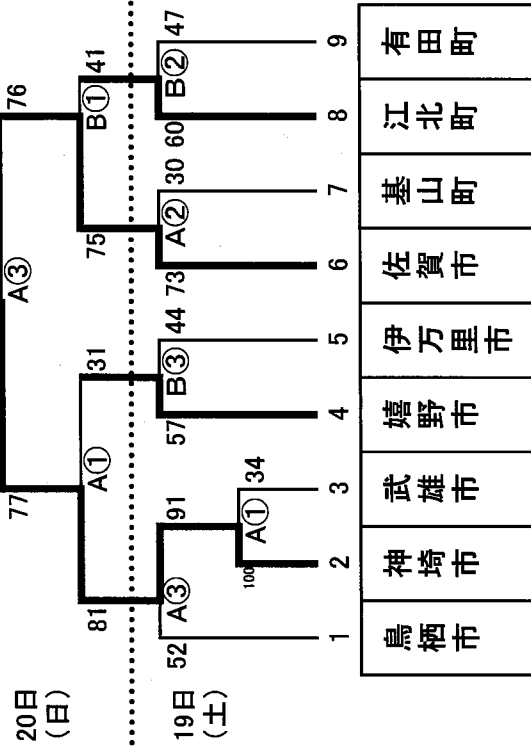 76
77
A③
41
B①
75
31
A①
81
47
B②
60
30
A②
73
44
B③
57
91
A③
52
34
A①
100
20日
（日）
19日
（土）
9
8
7
6
5
4
3
2
1
有田町
江北町
基山町
佐賀市
伊万里市
嬉野市
武雄市
神埼市
鳥栖市